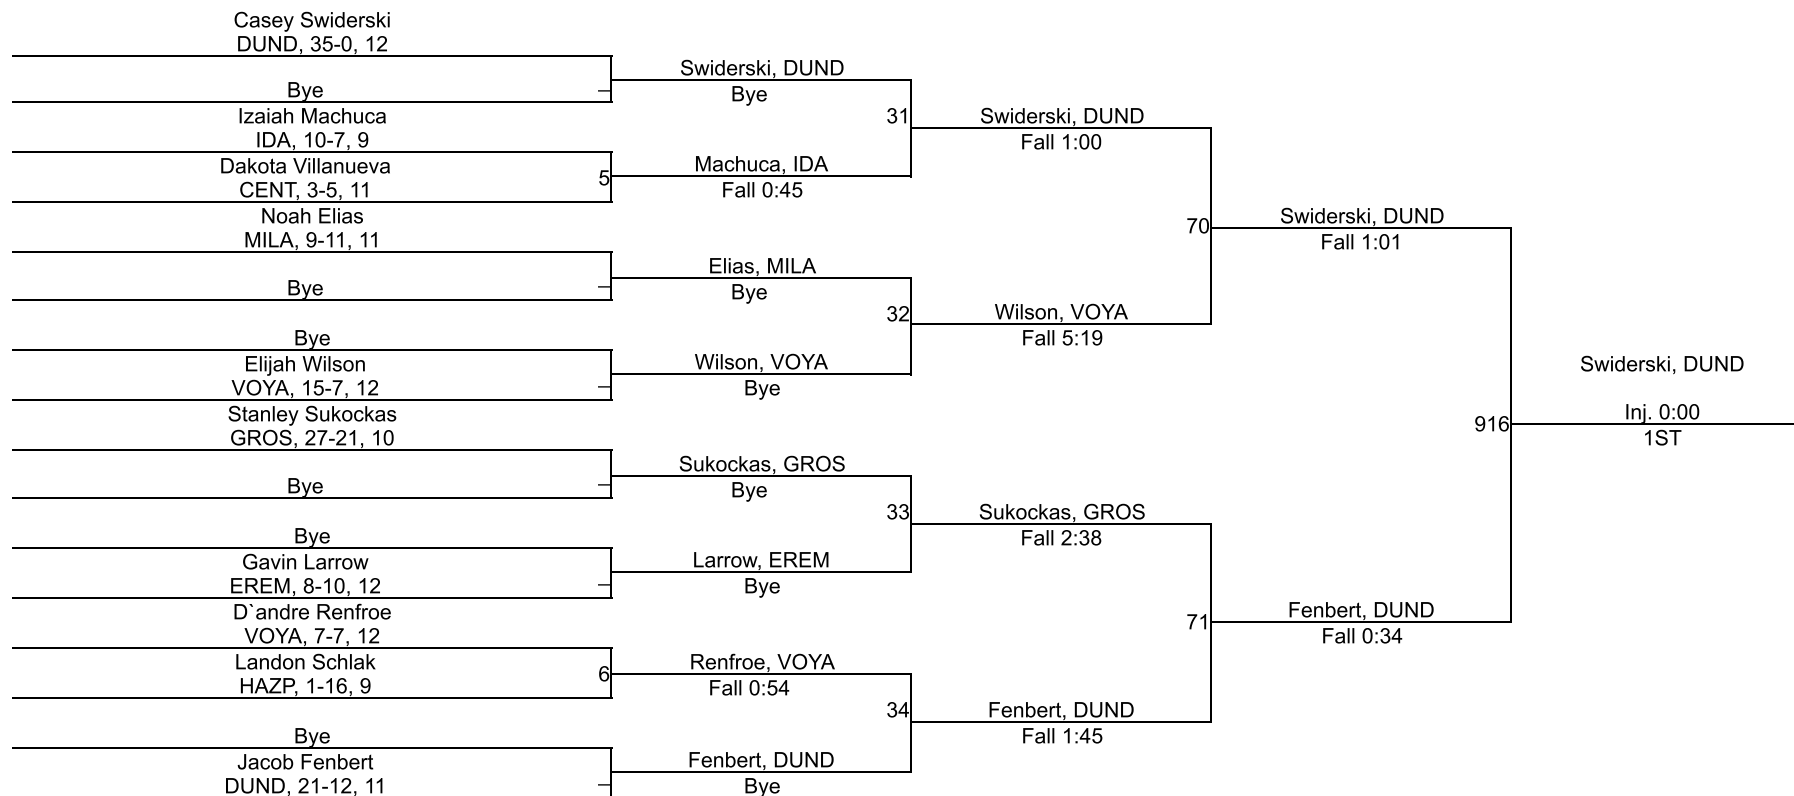 Casey Swiderski
DUND, 35-0, 12
Bye
Izaiah Machuca
IDA, 10-7, 9
Dakota Villanueva
CENT, 3-5, 11
5
Noah Elias
MILA, 9-11, 11
Bye
Bye
Elijah Wilson
VOYA, 15-7, 12
Stanley Sukockas
GROS, 27-21, 10
Bye
Bye
Gavin Larrow
EREM, 8-10, 12
D`andre Renfroe
VOYA, 7-7, 12
Landon Schlak
HAZP, 1-16, 9
6
Bye
Jacob Fenbert
DUND, 21-12, 11
Swiderski, DUND
Bye
31
Machuca, IDA
Fall 0:45
Elias, MILA
Bye
32
Wilson, VOYA
Bye
Sukockas, GROS
Bye
33
Larrow, EREM
Bye
Renfroe, VOYA
Fall 0:54
34
Fenbert, DUND
Bye
Swiderski, DUND
Fall 1:00
70
Wilson, VOYA
Fall 5:19
Sukockas, GROS
Fall 2:38
71
Fenbert, DUND
Fall 1:45
Swiderski, DUND
Fall 1:01
916
Fenbert, DUND
Fall 0:34
Swiderski, DUND
Inj. 0:00
1ST